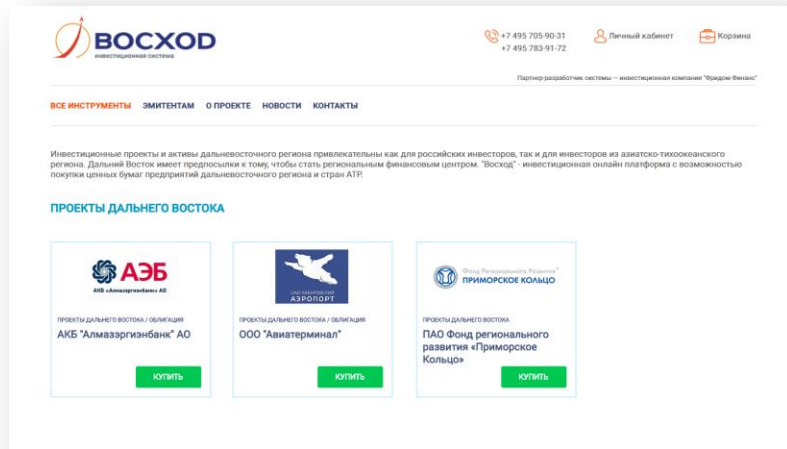 ВОСХОД
инвестиционная система
+7 495 705-90-31
+7 495 783-91-72
Личный кабинет
Корзина
Партнер-разработчик системы — инвестиционная компания "Фридом Финанс"
ВСЕ ИНСТРУМЕНТЫ ЭМИТЕНТАМ О ПРОЕКТЕ НОВОСТИ КОНТАКТЫ
Инвестиционные проекты и активы дальневосточного региона привлекательны как для российских инвесторов, так и для инвесторов из азиатско-тихоокеанского
региона. Дальний Восток имеет предпосылки к тому, чтобы стать региональным финансовым центром. "Восход" - инвестиционная онлайн платформа с возможностью
покупки ценных бумаг предприятий дальневосточного региона и стран АТР.
ПРОЕКТЫ ДАЛЬНЕГО ВОСТОКА
АЭБ
АКБ «Алмазэргиэнбанк» АО
ПРОЕКТЫ ДАЛЬНЕГО ВОСТОКА / ОБЛИГАЦИЯ
АКБ "Алмазэргиэнбанк" АО
КУПИТЬ
ОАО ХАБАРОВСКИЙ
АЭРОПОРТ
ПРОЕКТЫ ДАЛЬНЕГО ВОСТОКА / ОБЛИГАЦИЯ
ООО "Авиатерминал"
КУПИТЬ
Фонд Регионального Развития
ПРИМОРСКОЕ КОЛЬЦО
ПРОЕКТЫ ДАЛЬНЕГО ВОСТОКА
ПАО Фонд регионального
развития «Приморское
Кольцо»
КУПИТЬ